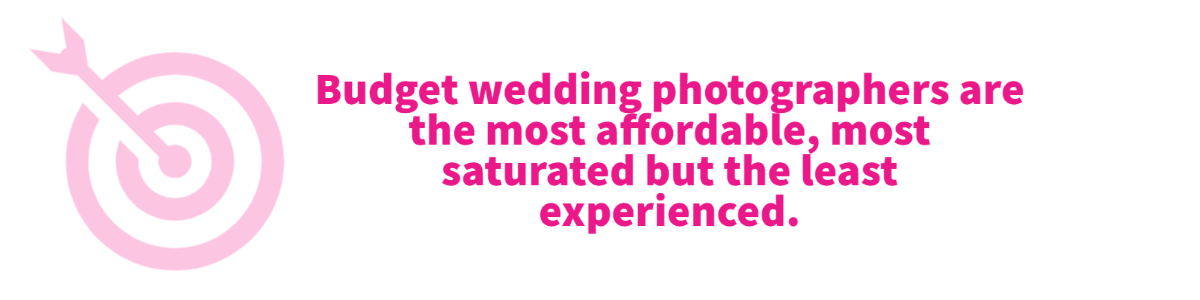 Budget wedding photographers are
the most affordable, most
saturated but the least
experienced.